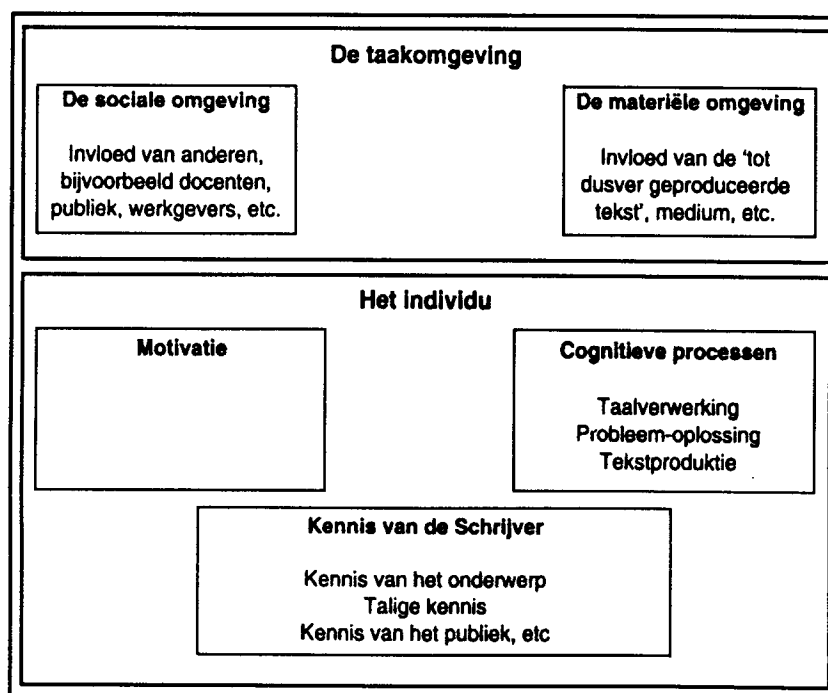 De taakomgeving
De sociale omgeving
Invloed van anderen,
bijvoorbeeld docenten,
publiek, werkgevers, etc.
De materiële omgeving
Invloed van de ‘tot
dusver geproduceerde
tekst’, medium, etc.
Het individu
Motivatie
Cognitieve processen
Taalverwerking
Probleem-oplossing
Tekstproduktie
Kennis van de Schrijver
Kennis van het onderwerp
Talige kennis
Kennis van het publiek, etc